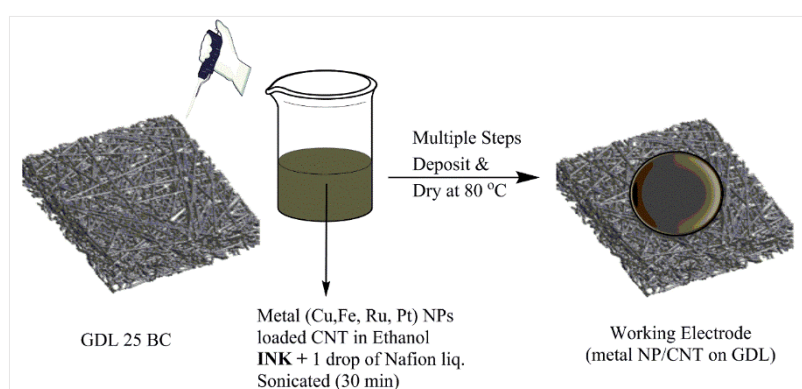 Multiple Steps
Deposit &
Dry at 80 °C
GDL 25 BC
Metal (Cu,Fe, Ru, Pt) NPs
loaded CNT in Ethanol
INK + 1 drop of Nafion liq.
Sonicated (30 min)
Working Electrode
(metal NP/CNT on GDL)